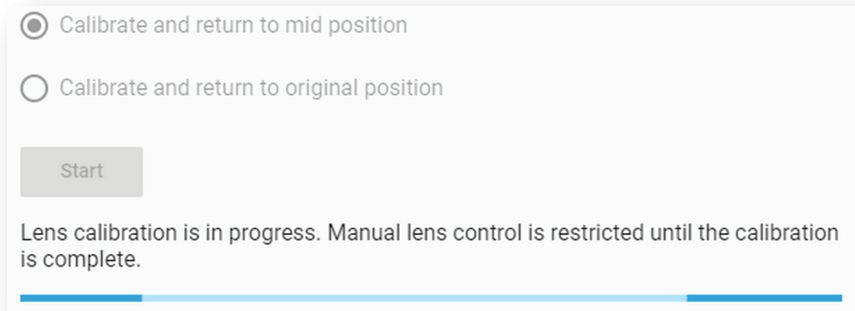 Calibrate and return to mid position
Calibrate and return to original position
Start
Lens calibration is in progress. Manual lens control is restricted until the calibration
is complete.